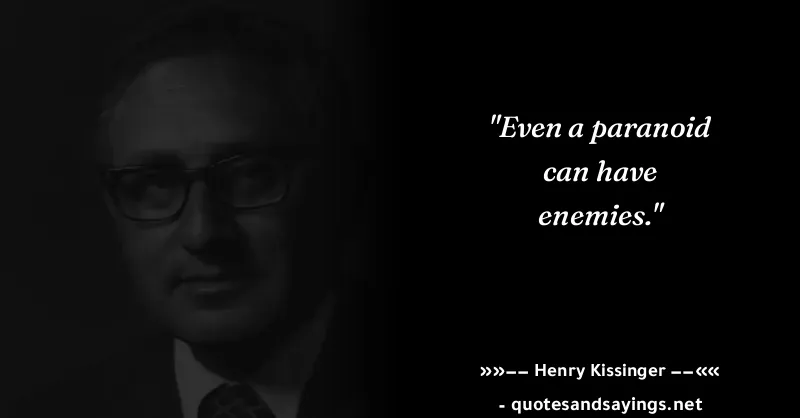 "Even a paranoid
can have
enemies."
»»–– Henry Kissinger ––««
- quotesandsayings.net